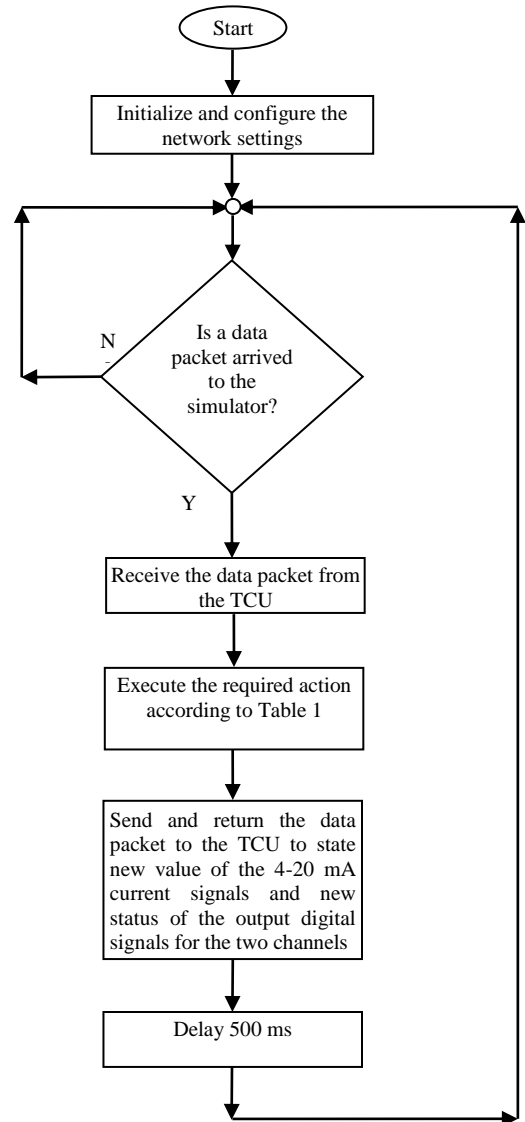 Start
Initialize and configure the
network settings
N
Is a data
packet arrived
to the
simulator?
Y
Receive the data packet from
the TCU
Execute the required action
according to Table 1
Send and return the data
packet to the TCU to state
new value of the 4-20 mA
current signals and new
status of the output digital
signals for the two channels
Delay 500 ms